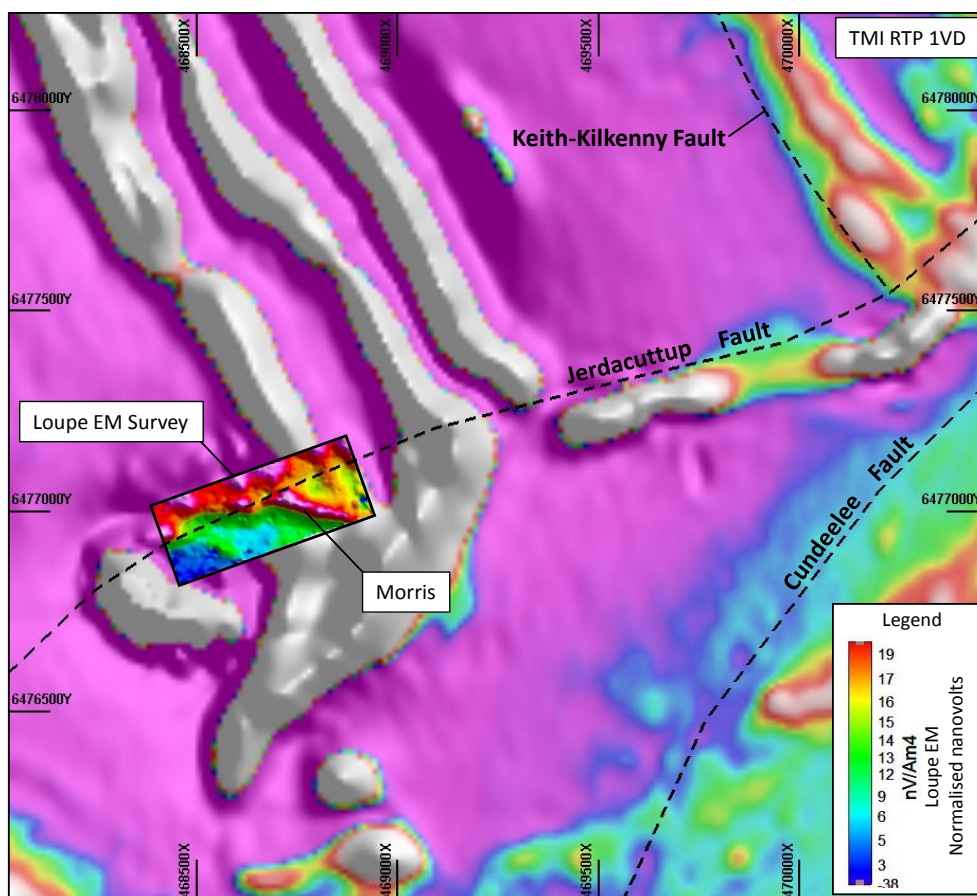 468500X
469000X
469500X
470000X
TMI RTP 1VD
6478000Y
6478000Y
Keith-Kilkenny Fault
6477500Y
6477500Y
Jerdacuttup Fault
Loupe EM Survey
6477000Y
6477000Y
Cundeelee Fault
Morris
Legend
19
17
16
15
14
13
12
9
6
5
3
-38
nV/Am4
Loupe EM
Normalised nanovolts
6476500Y
468500X
469000X
469500X
470000X